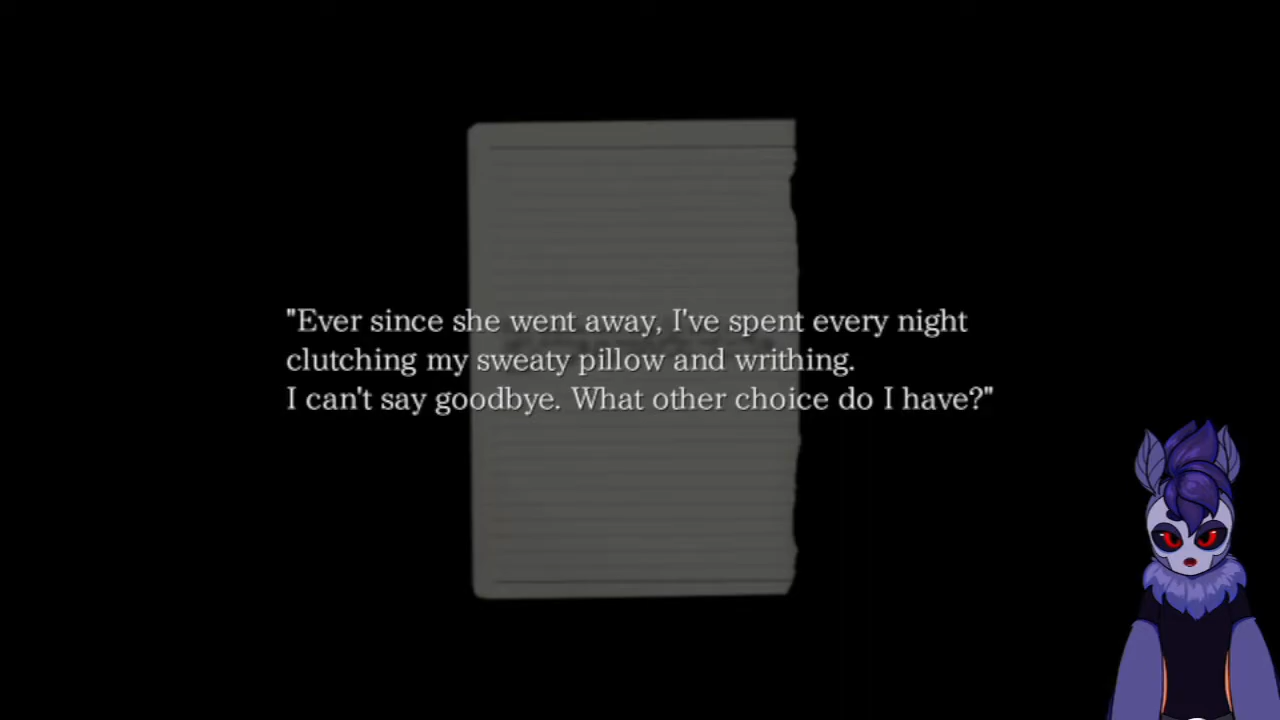 "Ever since she went away, I've spent every night
clutching my sweaty pillow and writhing.
I can't say goodbye. What other choice do I have?"